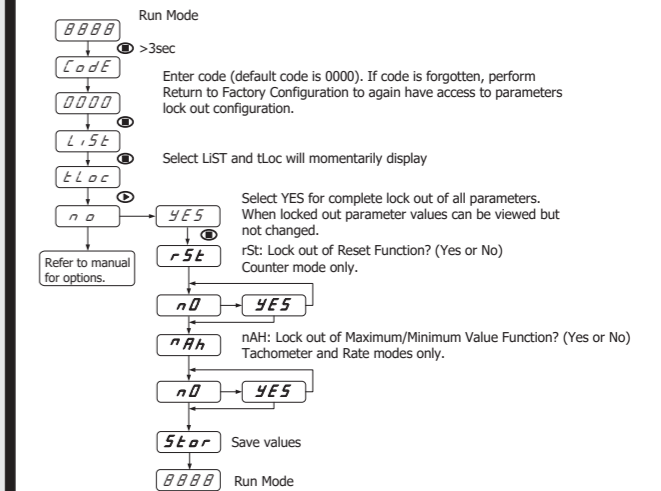 Run Mode
8888
>3sec
CodE
Enter code (default code is 0000). If code is forgotten, perform
Return to Factory Configuration to again have access to parameters
lock out configuration.
0000
LiSt
Select LiST and tLoc will momentarily display
tLoc
Select YES for complete lock out of all parameters.
When locked out parameter values can be viewed but
not changed.
no
YES
Refer to manual
for options.
rSt
rSt: Lock out of Reset Function? (Yes or No)
Counter mode only.
nO
YES
nAh
nAH: Lock out of Maximum/Minimum Value Function? (Yes or No)
Tachometer and Rate modes only.
nO
YES
Stor
Save values
8888
Run Mode